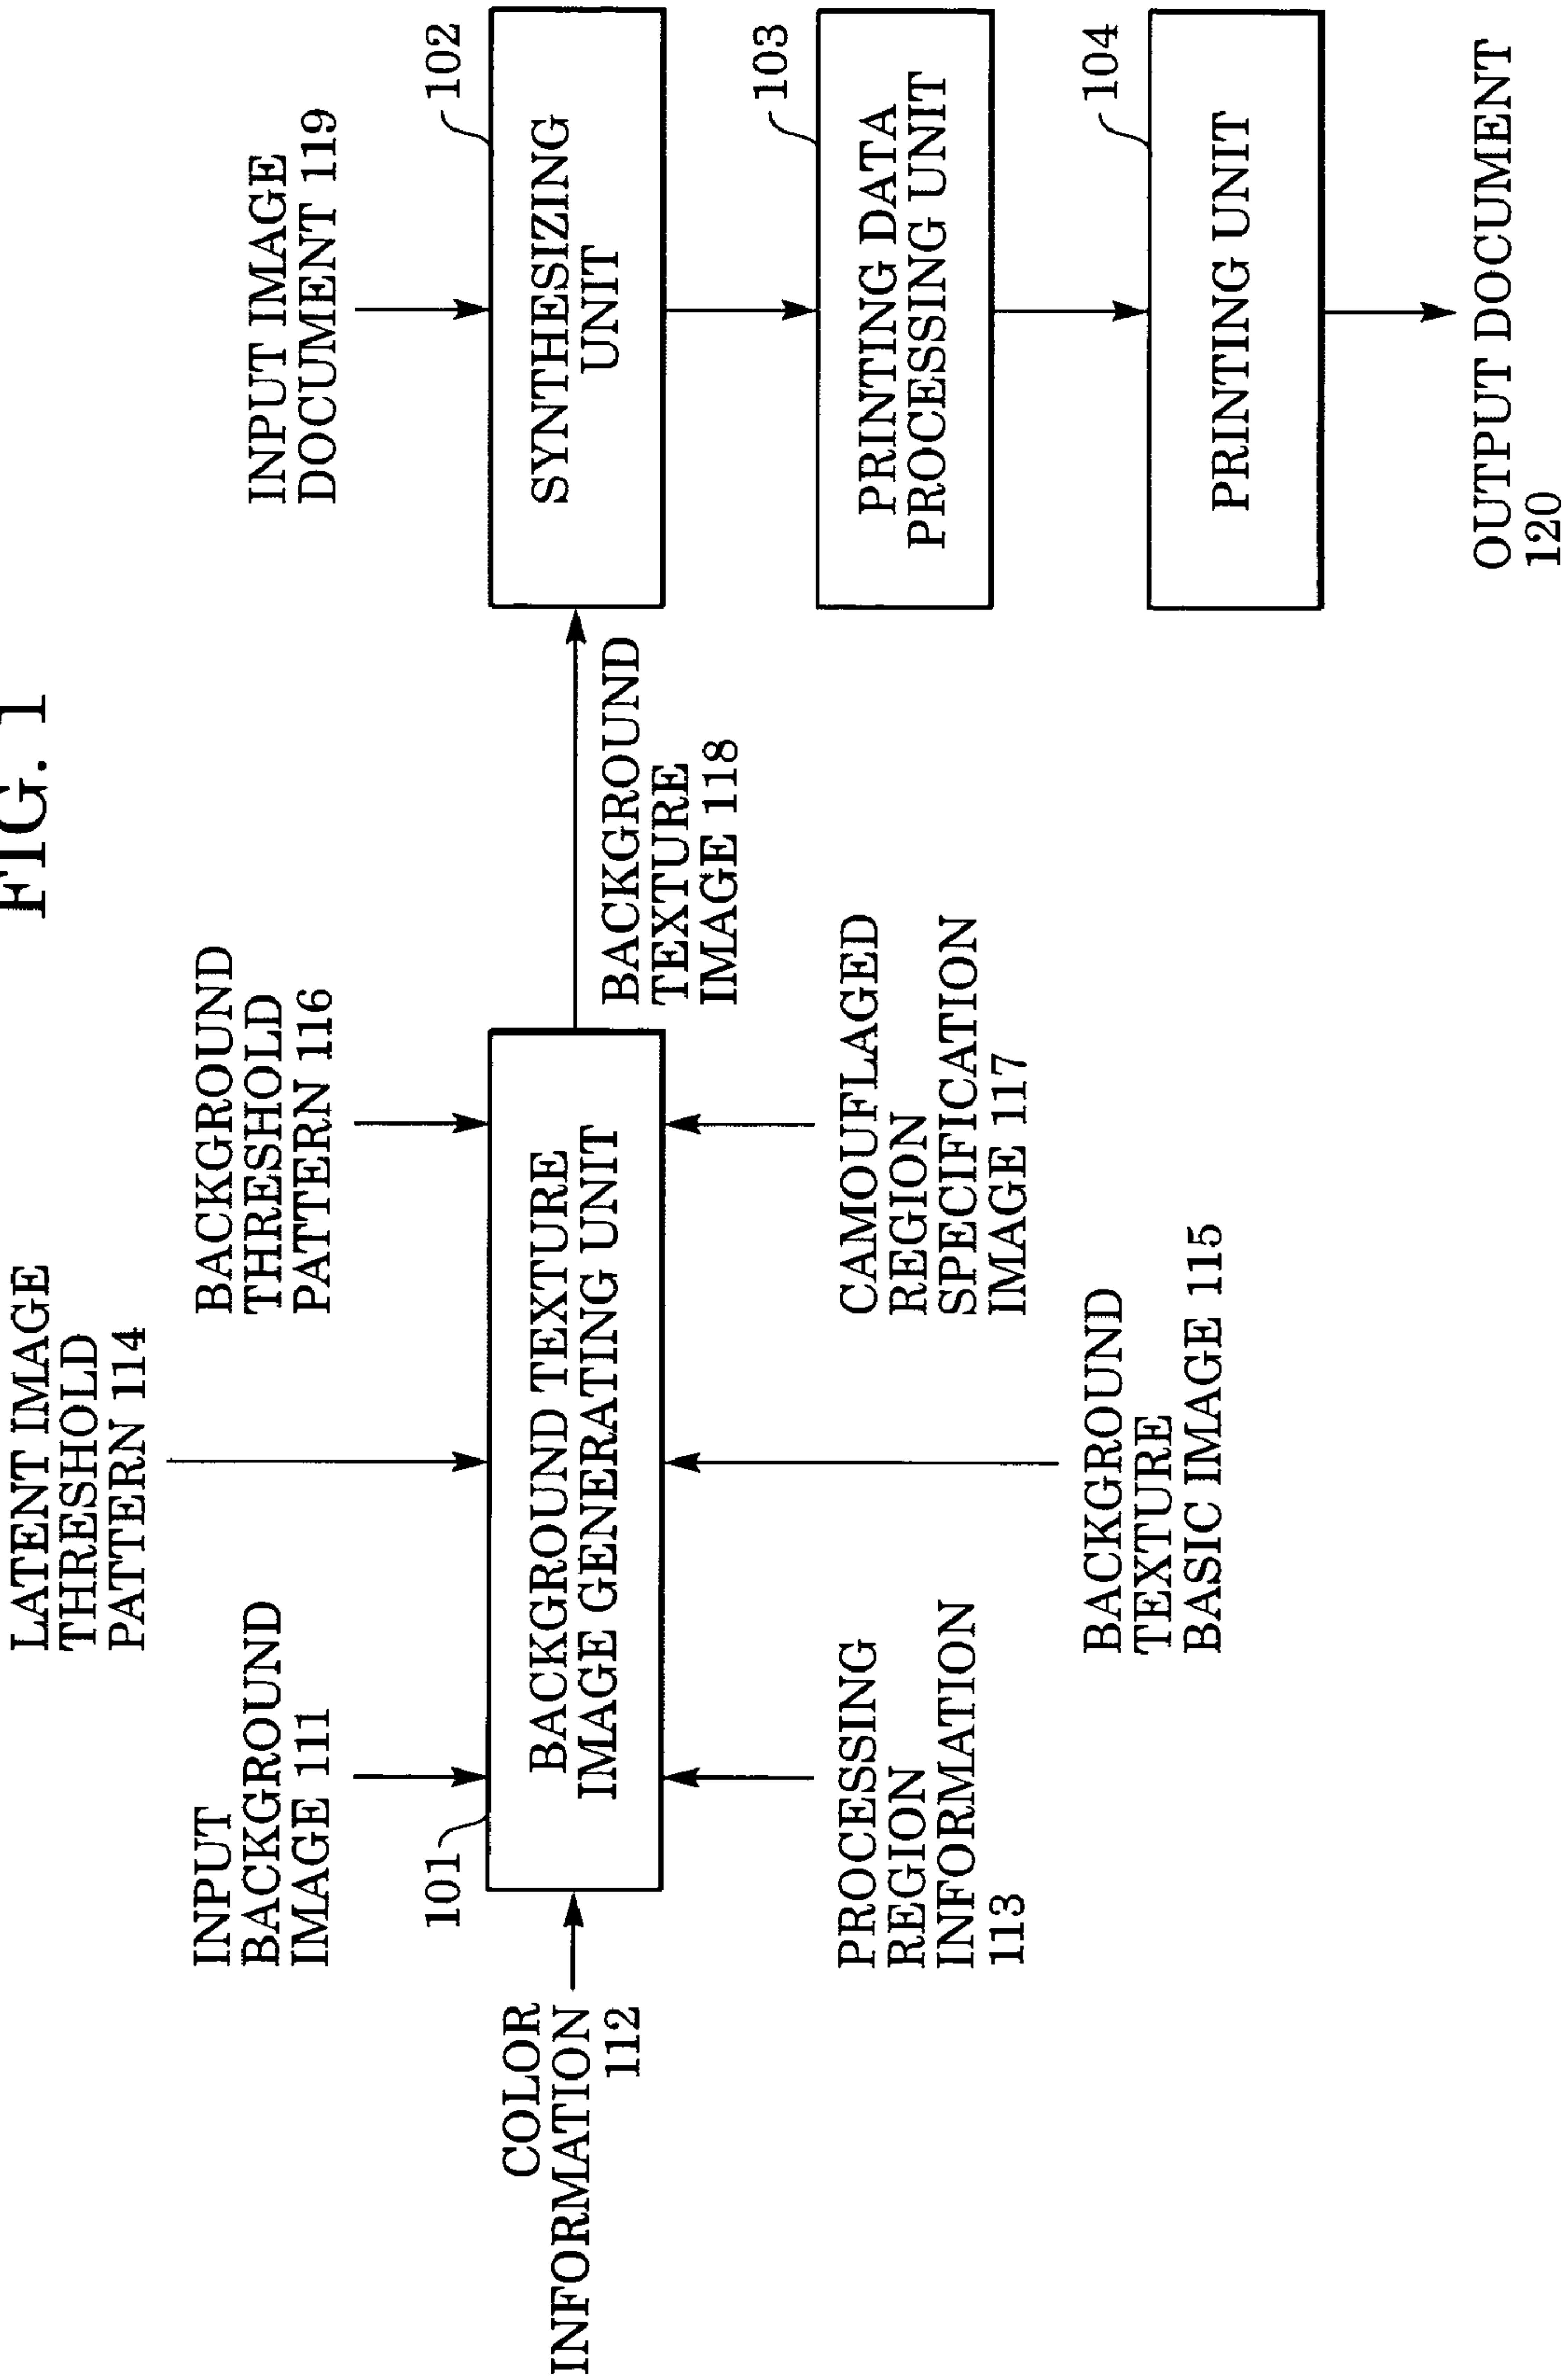 FIG. 1
LATENT IMAGE
THRESHOLD
PATTERN 114
INPUT
BACKGROUND
IMAGE 111
BACKGROUND
THRESHOLD
PATTERN 116
INPUT IMAGE
DOCUMENT 119
101
102
COLOR
INFORMATION
112
BACKGROUND TEXTURE
IMAGE GENERATING UNIT
BACKGROUND
TEXTURE
IMAGE 118
SYNTHESIZING
UNIT
PROCESSING
REGION
INFORMATION
113
CAMOUFLAGED
REGION
SPECIFICATION
IMAGE 117
103
PRINTING DATA
PROCESSING UNIT
BACKGROUND
TEXTURE
BASIC IMAGE 115
104
PRINTING UNIT
OUTPUT DOCUMENT
120